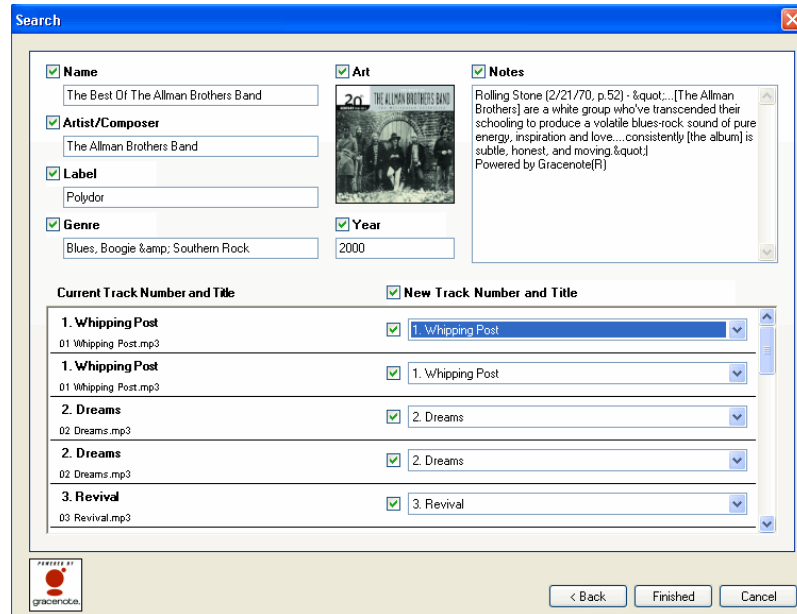 Search
Name
The Best Of The Allman Brothers Band
Artist/Composer
The Allman Brothers Band
Label
Polydor
Genre
Blues, Boogie &amp; Southern Rock
Art
20
THE ALLMAN BROTHERS BAND
Year
2000
Notes
Rolling Stone (2/21/70, p.52) - &quot;...[The Allman
Brothers] are a white group who've transcended their
schooling to produce a volatile blues-rock sound of pure
energy, inspiration and love....consistently [the album] is
subtle, honest, and moving.&quot;|
Powered by Gracenote(R)
Current Track Number and Title
New Track Number and Title
1. Whipping Post
01 Whipping Post.mp3
1. Whipping Post
1. Whipping Post
01 Whipping Post.mp3
1. Whipping Post
2. Dreams
02 Dreams.mp3
2. Dreams
2. Dreams
02 Dreams.mp3
2. Dreams
3. Revival
03 Revival.mp3
3. Revival
POWERED BY
gracenote.
< Back
Finished
Cancel